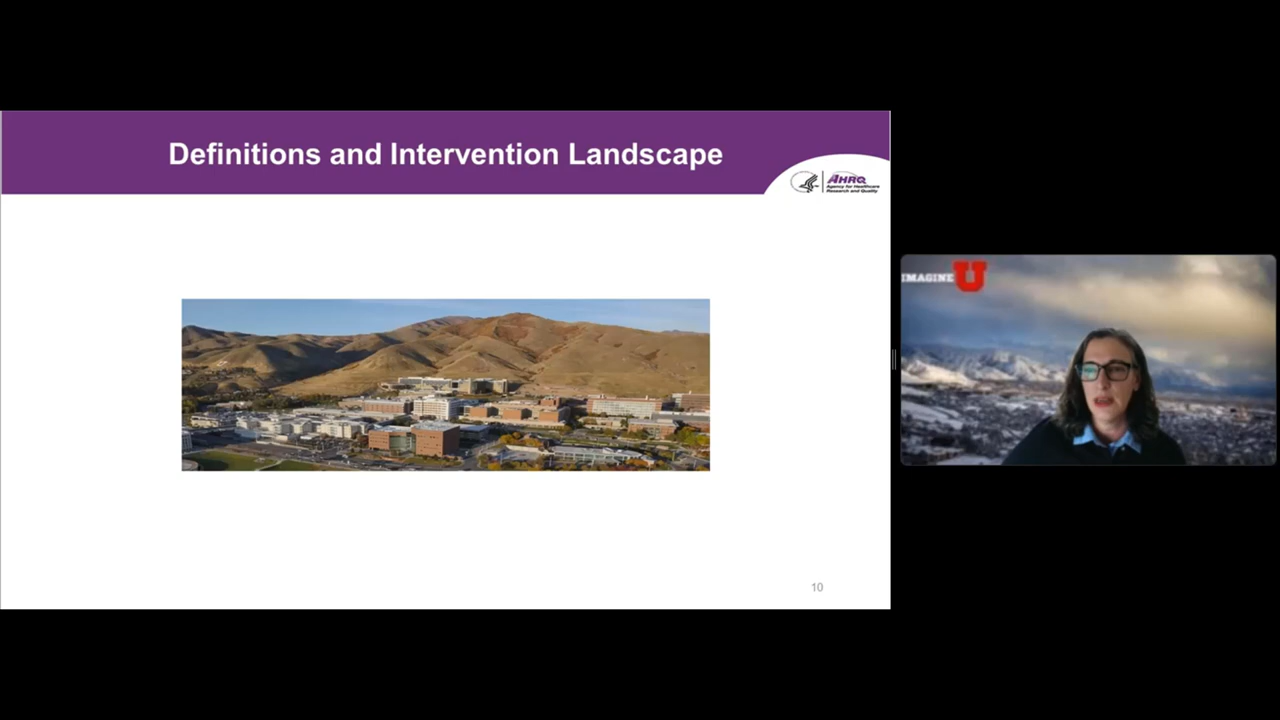 Definitions and Intervention Landscape
AHRQ
Agency for Healthcare
Research and Quality
10
IMAGINE U